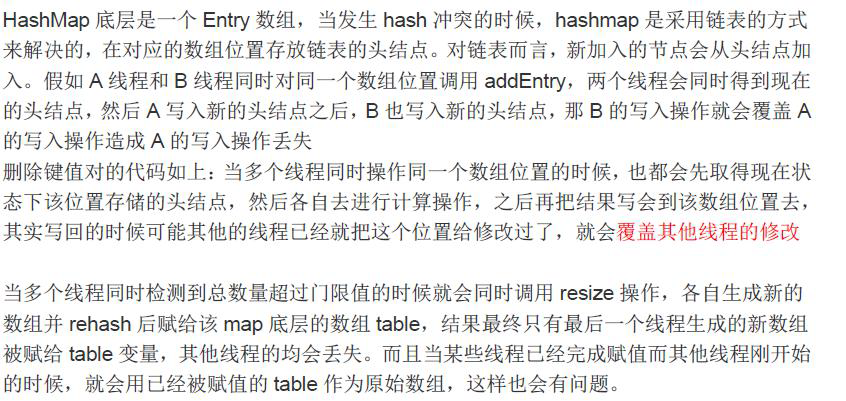 HashMap 底层是一个 Entry 数组，当发生 hash 冲突的时候，hashmap 是采用链表的方式
来解决的，在对应的数组位置存放链表的头结点。对链表而言，新加入的节点会从头结点加
入。假如 A 线程和 B 线程同时对同一个数组位置调用 addEntry，两个线程会同时得到现在
的头结点，然后 A 写入新的头结点之后，B 也写入新的头结点，那 B 的写入操作就会覆盖 A
的写入操作造成 A 的写入操作丢失
删除键值对的代码如上：当多个线程同时操作同一个数组位置的时候，也都会先取得现在状
态下该位置存储的头结点，然后各自去进行计算操作，之后再把结果写会到该数组位置去，
其实写回的时候可能其他的线程已经就把这个位置给修改过了，就会覆盖其他线程的修改
当多个线程同时检测到总数量超过门限值的时候就会同时调用 resize 操作，各自生成新的
数组并 rehash 后赋给该 map 底层的数组 table，结果最终只有最后一个线程生成的新数组
被赋给 table 变量，其他线程的均会丢失。而且当某些线程已经完成赋值而其他线程刚开始
的时候，就会用已经被赋值的 table 作为原始数组，这样也会有问题。